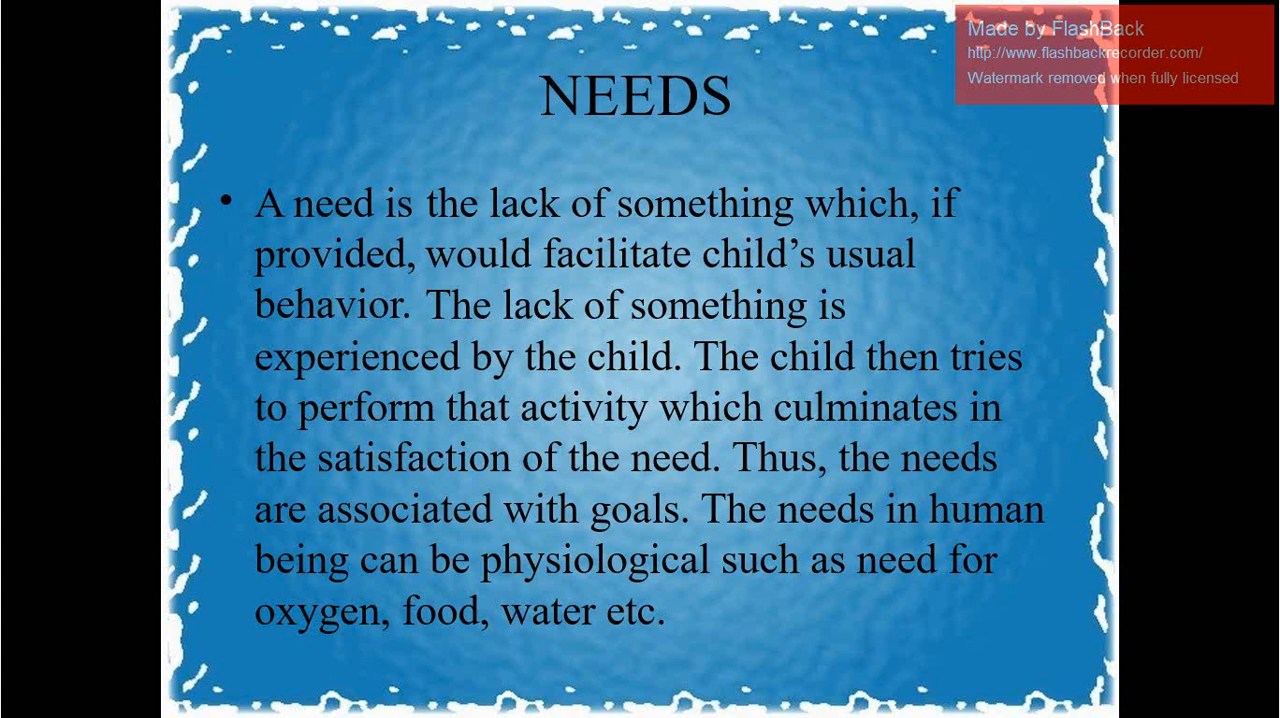 Made by FlashBack
http://www.flashbackrecorder.com/
Watermark removed when fully licensed
NEEDS
• A need is the lack of something which, if
provided, would facilitate child’s usual
behavior. The lack of something is
experienced by the child. The child then tries
to perform that activity which culminates in
the satisfaction of the need. Thus, the needs
are associated with goals. The needs in human
being can be physiological such as need for
oxygen, food, water etc.